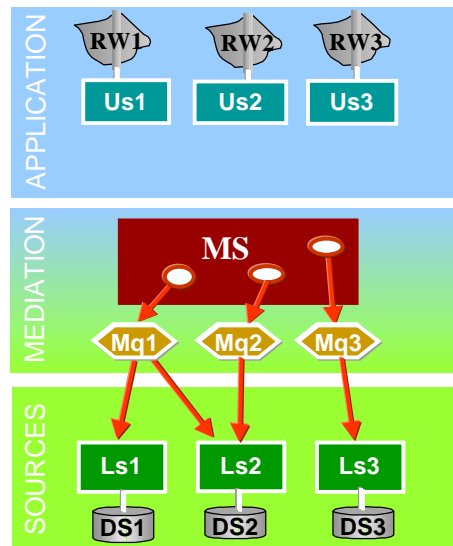 APPLICATION
RW1 RW2 RW3
Us1 Us2 Us3
MEDIATION
MS
Mq1 Mq2 Mq3
SOURCES
Ls1 Ls2 Ls3
DS1 DS2 DS3